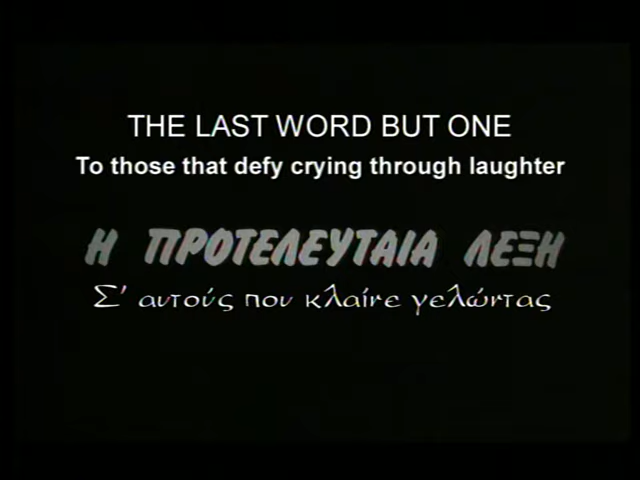 THE LAST WORD BUT ONE
To those that defy crying through laughter
Η ΠΡΟΤΕΛΕΥΤΑΙΑ ΛΕΞΗ
Σ' αυτούς που κλαίνε γελώντας